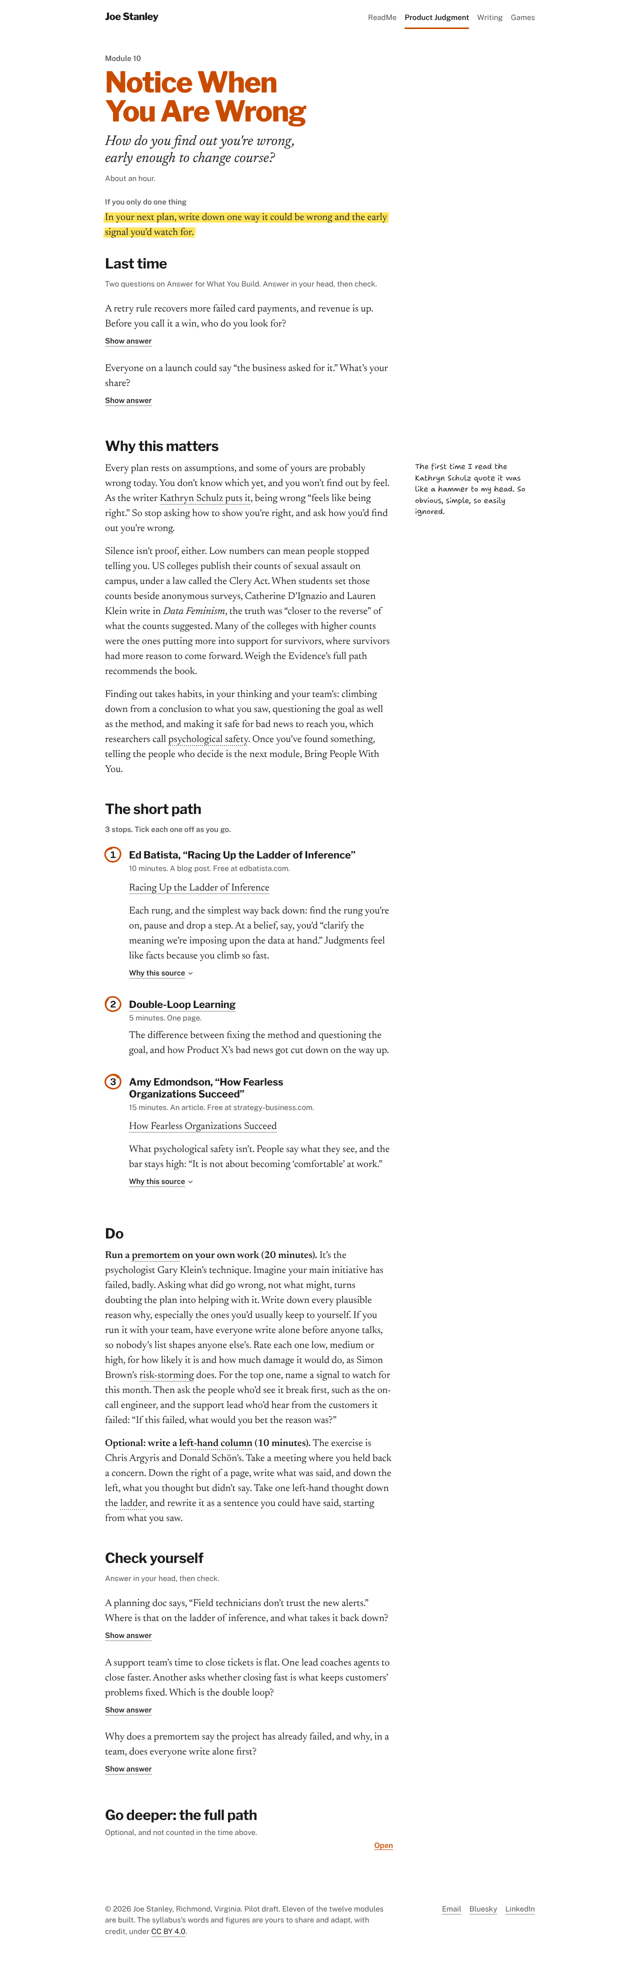 Joe Stanley
ReadMe Product Judgment Writing Games
Module 10
Notice When
You Are Wrong
How do you find out you're wrong,
early enough to change course?
About an hour.
If you only do one thing
In your next plan, write down one way it could be wrong and the early
signal you'd watch for.
Last time
Two questions on Answer for What You Build. Answer in your head, then check.
A retry rule recovers more failed card payments, and revenue is up.
Before you call it a win, who do you look for?
Show answer
Everyone on a launch could say “the business asked for it.” What's your
share?
Show answer
Why this matters
Every plan rests on assumptions, and some of yours are probably
wrong today. You don't know which yet, and you won't find out by feel.
As the writer Kathryn Schulz puts it, being wrong “feels like being
right.” So stop asking how to show you're right, and ask how you'd find
out you're wrong.
The first time I read the
Kathryn Schulz quote it was
like a hammer to my head. So
obvious, simple, so easily
ignored.
Silence isn't proof, either. Low numbers can mean people stopped
telling you. US colleges publish their counts of sexual assault on
campus, under a law called the Clery Act. When students set those
counts beside anonymous surveys, Catherine D'Ignazio and Lauren
Klein write in Data Feminism, the truth was “closer to the reverse” of
what the counts suggested. Many of the colleges with higher counts
were the ones putting more into support for survivors, where survivors
had more reason to come forward. Weigh the Evidence's full path
recommends the book.
Finding out takes habits, in your thinking and your team's: climbing
down from a conclusion to what you saw, questioning the goal as well
as the method, and making it safe for bad news to reach you, which
researchers call psychological safety. Once you've found something,
telling the people who decide is the next module, Bring People With
You.
The short path
3 stops. Tick each one off as you go.
1 Ed Batista, “Racing Up the Ladder of Inference”
10 minutes. A blog post. Free at edbatista.com.
Racing Up the Ladder of Inference
Each rung, and the simplest way back down: find the rung you're
on, pause and drop a step. At a belief, say, you'd “clarify the
meaning we're imposing upon the data at hand.” Judgments feel
like facts because you climb so fast.
Why this source
2 Double-Loop Learning
5 minutes. One page.
The difference between fixing the method and questioning the
goal, and how Product X's bad news got cut down on the way up.
3 Amy Edmondson, “How Fearless
Organizations Succeed”
15 minutes. An article. Free at strategy-business.com.
How Fearless Organizations Succeed
What psychological safety isn't. People say what they see, and the
bar stays high: “It is not about becoming ‘comfortable’ at work.”
Why this source
Do
Run a premortem on your own work (20 minutes). It's the
psychologist Gary Klein's technique. Imagine your main initiative has
failed, badly. Asking what did go wrong, not what might, turns
doubting the plan into helping with it. Write down every plausible
reason why, especially the ones you'd usually keep to yourself. If you
run it with your team, have everyone write alone before anyone talks,
so nobody's list shapes anyone else's. Rate each one low, medium or
high, for how likely it is and how much damage it would do, as Simon
Brown's risk-storming does. For the top one, name a signal to watch for
this month. Then ask the people who'd see it break first, such as the on-
call engineer, and the support lead who'd hear from the customers it
failed: “If this failed, what would you bet the reason was?”
Optional: write a left-hand column (10 minutes). The exercise is
Chris Argyris and Donald Schön's. Take a meeting where you held back
a concern. Down the right of a page, write what was said, and down the
left, what you thought but didn't say. Take one left-hand thought down
the ladder, and rewrite it as a sentence you could have said, starting
from what you saw.
Check yourself
Answer in your head, then check.
A planning doc says, “Field technicians don't trust the new alerts.”
Where is that on the ladder of inference, and what takes it back down?
Show answer
A support team's time to close tickets is flat. One lead coaches agents to
close faster. Another asks whether closing fast is what keeps customers'
problems fixed. Which is the double loop?
Show answer
Why does a premortem say the project has already failed, and why, in a
team, does everyone write alone first?
Show answer
Go deeper: the full path
Optional, and not counted in the time above.
Open
© 2026 Joe Stanley, Richmond, Virginia. Pilot draft. Eleven of the twelve modules
are built. The syllabus's words and figures are yours to share and adapt, with
credit, under CC BY 4.0.
Email Bluesky LinkedIn